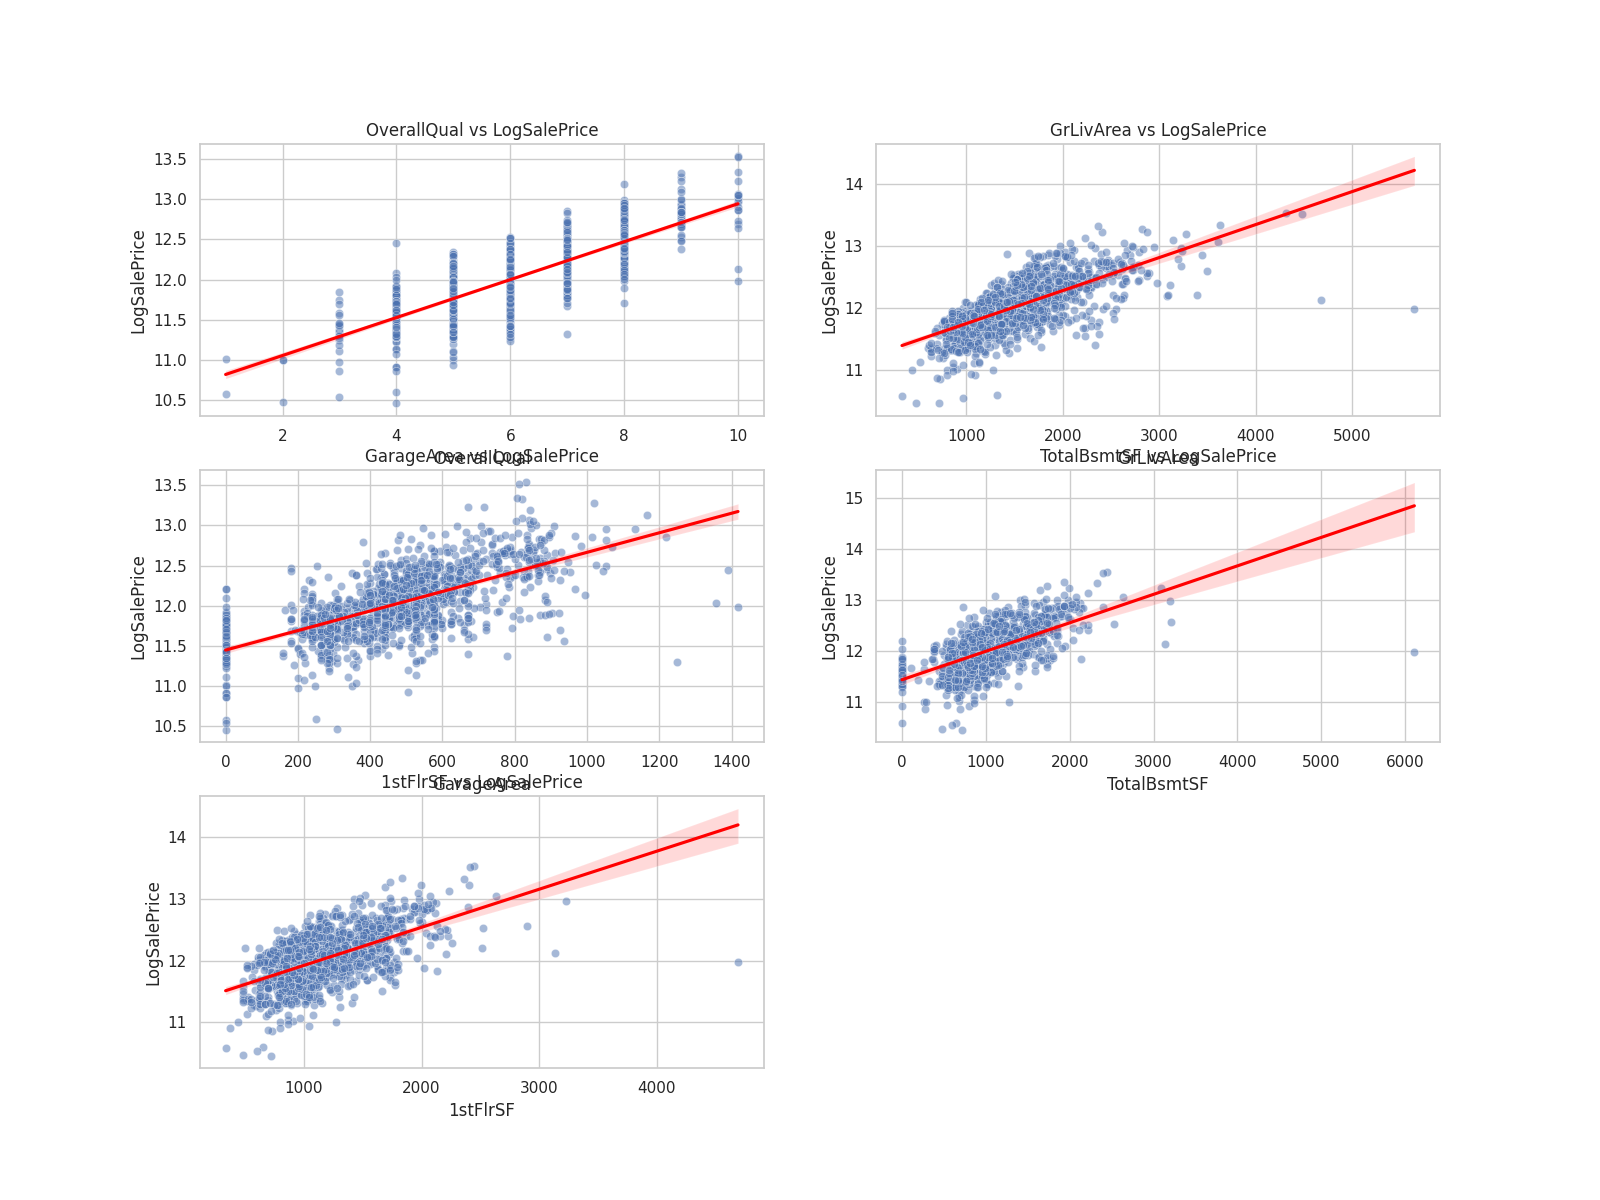 OverallQual vs LogSalePrice
LogSalePrice
13.5
13.0
12.5
12.0
11.5
11.0
10.5
2 4 6 8 10
OverallQual
GrLivArea vs LogSalePrice
LogSalePrice
14
13
12
11
1000 2000 3000 4000 5000
GrLivArea
GarageArea vs LogSalePrice
LogSalePrice
13.5
13.0
12.5
12.0
11.5
11.0
10.5
0 200 400 600 800 1000 1200 1400
GarageArea
TotalBsmtSF vs LogSalePrice
LogSalePrice
15
14
13
12
11
0 1000 2000 3000 4000 5000 6000
TotalBsmtSF
1stFlrSF vs LogSalePrice
LogSalePrice
14
13
12
11
1000 2000 3000 4000
1stFlrSF